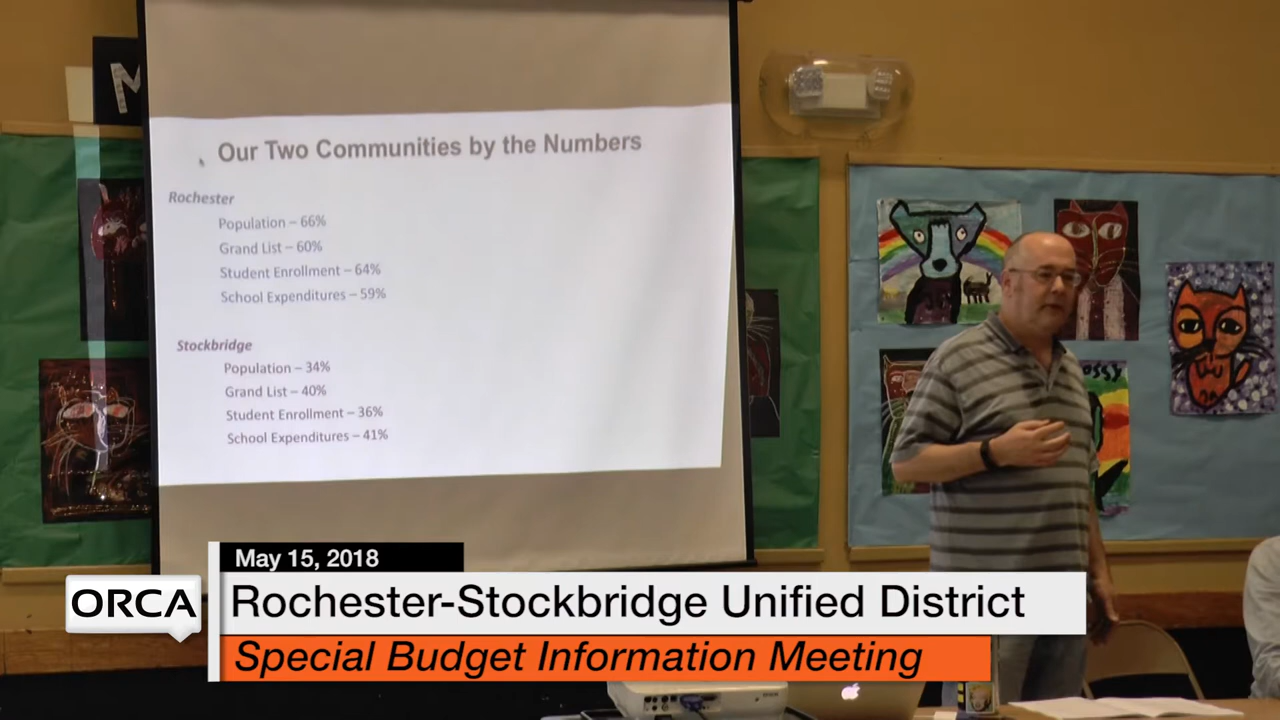 M
Our Two Communities by the Numbers
Rochester
Population – 66%
Grand List – 60%
Student Enrollment – 64%
School Expenditures – 59%
Stockbridge
Population – 34%
Grand List – 40%
Student Enrollment – 36%
School Expenditures – 41%
May 15, 2018
ORCA
Rochester-Stockbridge Unified District
Special Budget Information Meeting